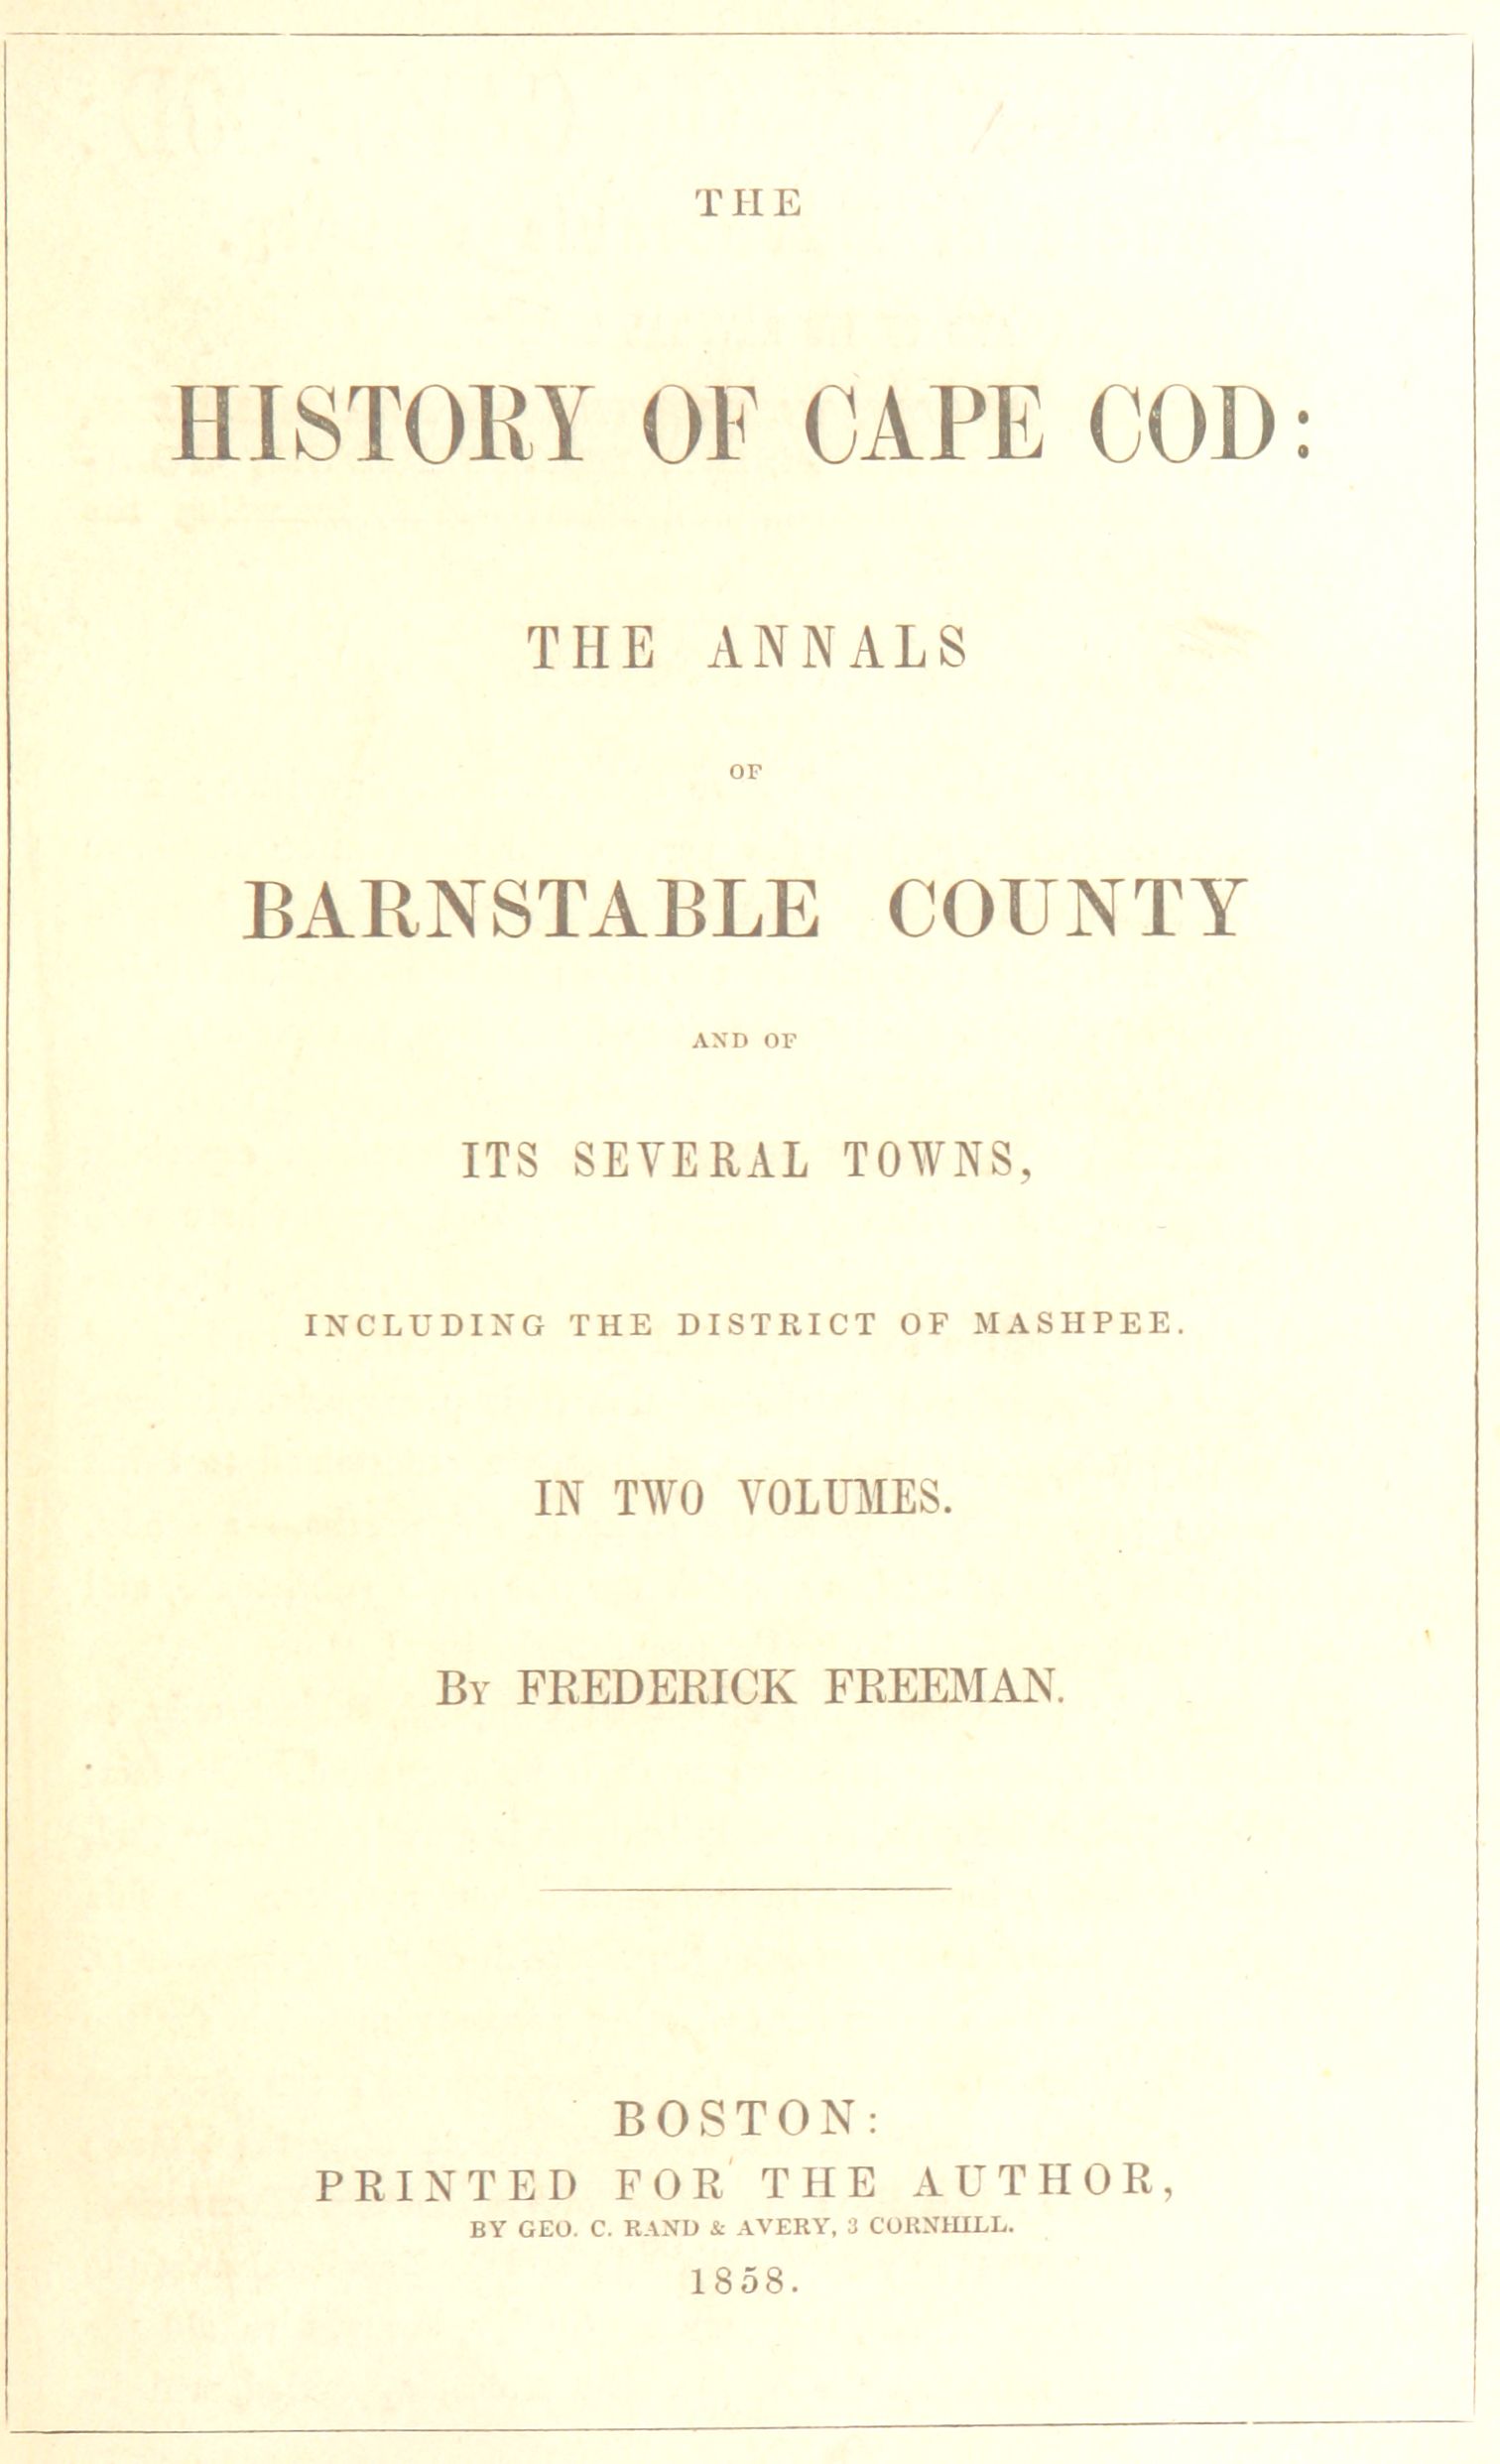 THE
HISTORY OF CAPE COD:
THE ANNALS
OF
BARNSTABLE COUNTY
AND OF
ITS SEVERAL TOWNS,
INCLUDING THE DISTRICT OF MASHPEE.
IN TWO VOLUMES.
BY FREDERICK FREEMAN.
BOSTON:
PRINTED FOR THE AUTHOR,
BY GEO. C. RAND & AVERY, 3 CORNHILL.
1858.